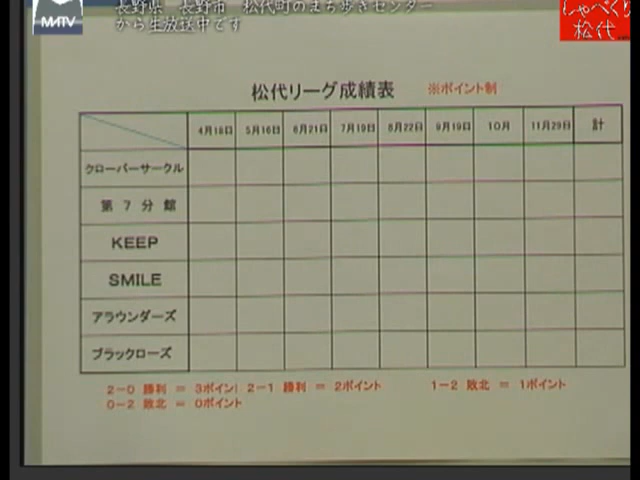 長野県 長野市 松代町のまち歩きセンター
から生放送中です
MATV
しゃべくり
松代
松代リーグ成績表 ※ポイント制
4月18日 5月16日 6月21日 7月19日 8月22日 9月19日 10月 11月29日 計
クローバーサークル
第7分館
KEEP
SMILE
アラウンダーズ
ブラックローズ
2-0 勝利 = 3ポイント 2-1 勝利 = 2ポイント 1-2 敗北 = 1ポイント
0-2 敗北 = 0ポイント